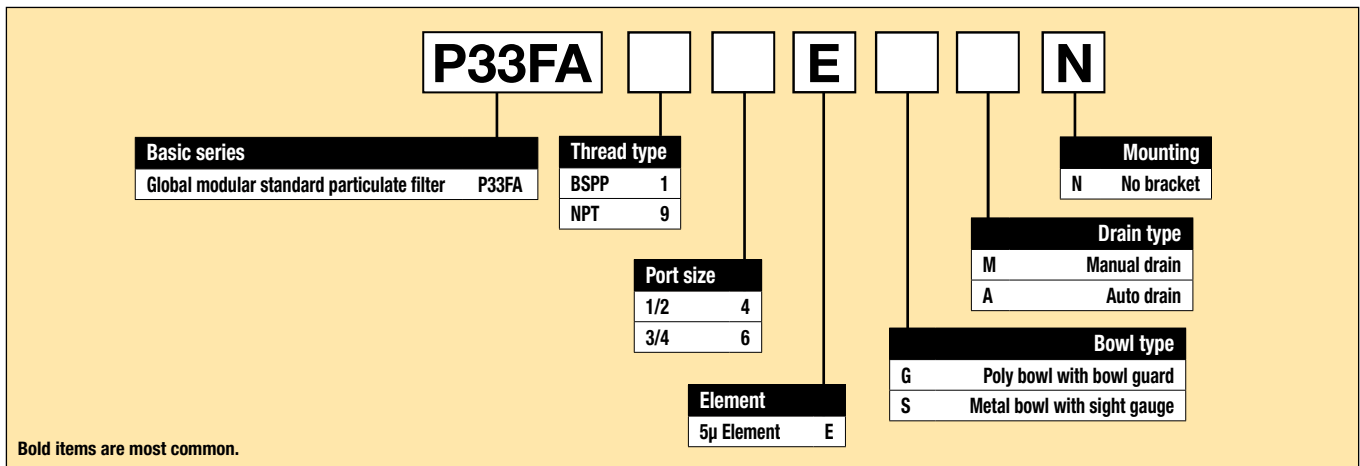 P33FA E N
Basic series
Global modular standard particulate filter P33FA
Thread type
BSPP 1
NPT 9
Mounting
N No bracket
Drain type
M Manual drain
A Auto drain
Port size
1/2 4
3/4 6
Bowl type
G Poly bowl with bowl guard
S Metal bowl with sight gauge
Element
5µ Element E
Bold items are most common.